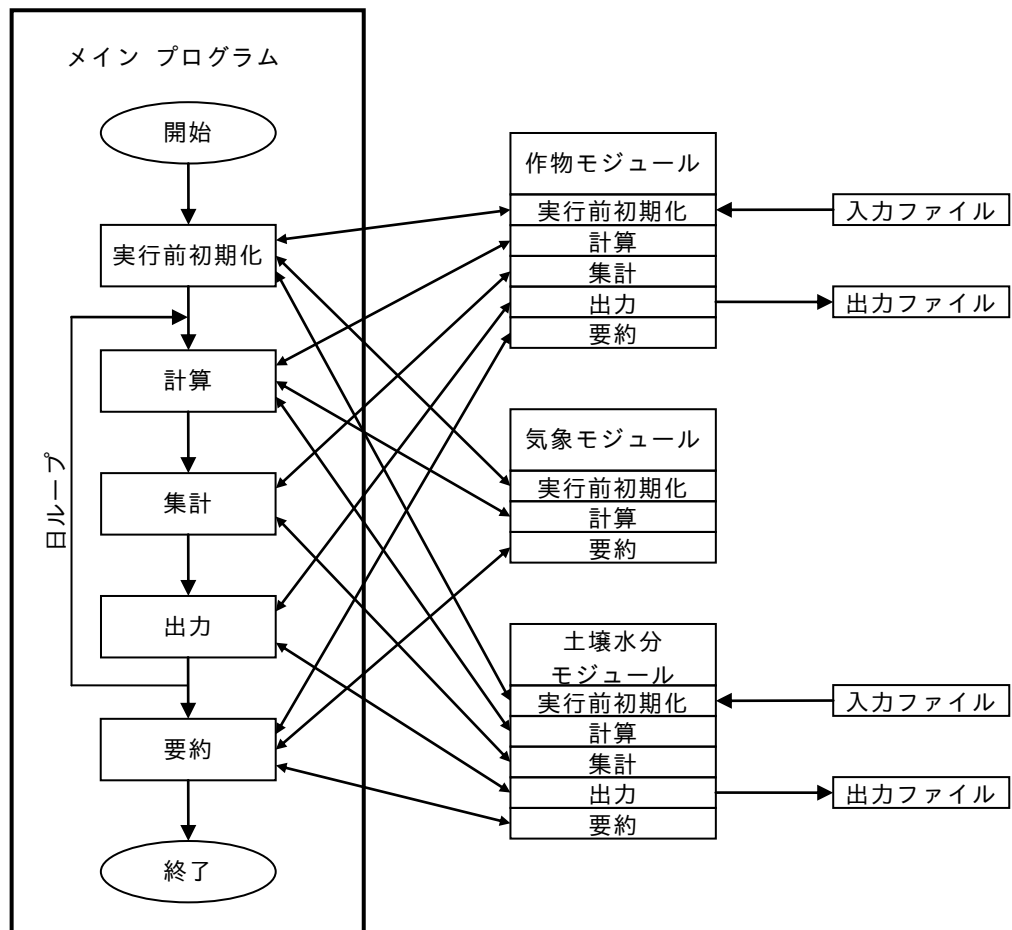 メイン プログラム
開始
実行前初期化
計算
集計
出力
要約
終了
日ループ
作物モジュール
実行前初期化
計算
集計
出力
要約
入力ファイル
出力ファイル
気象モジュール
実行前初期化
計算
要約
土壌水分
モジュール
実行前初期化
計算
集計
出力
要約
入力ファイル
出力ファイル